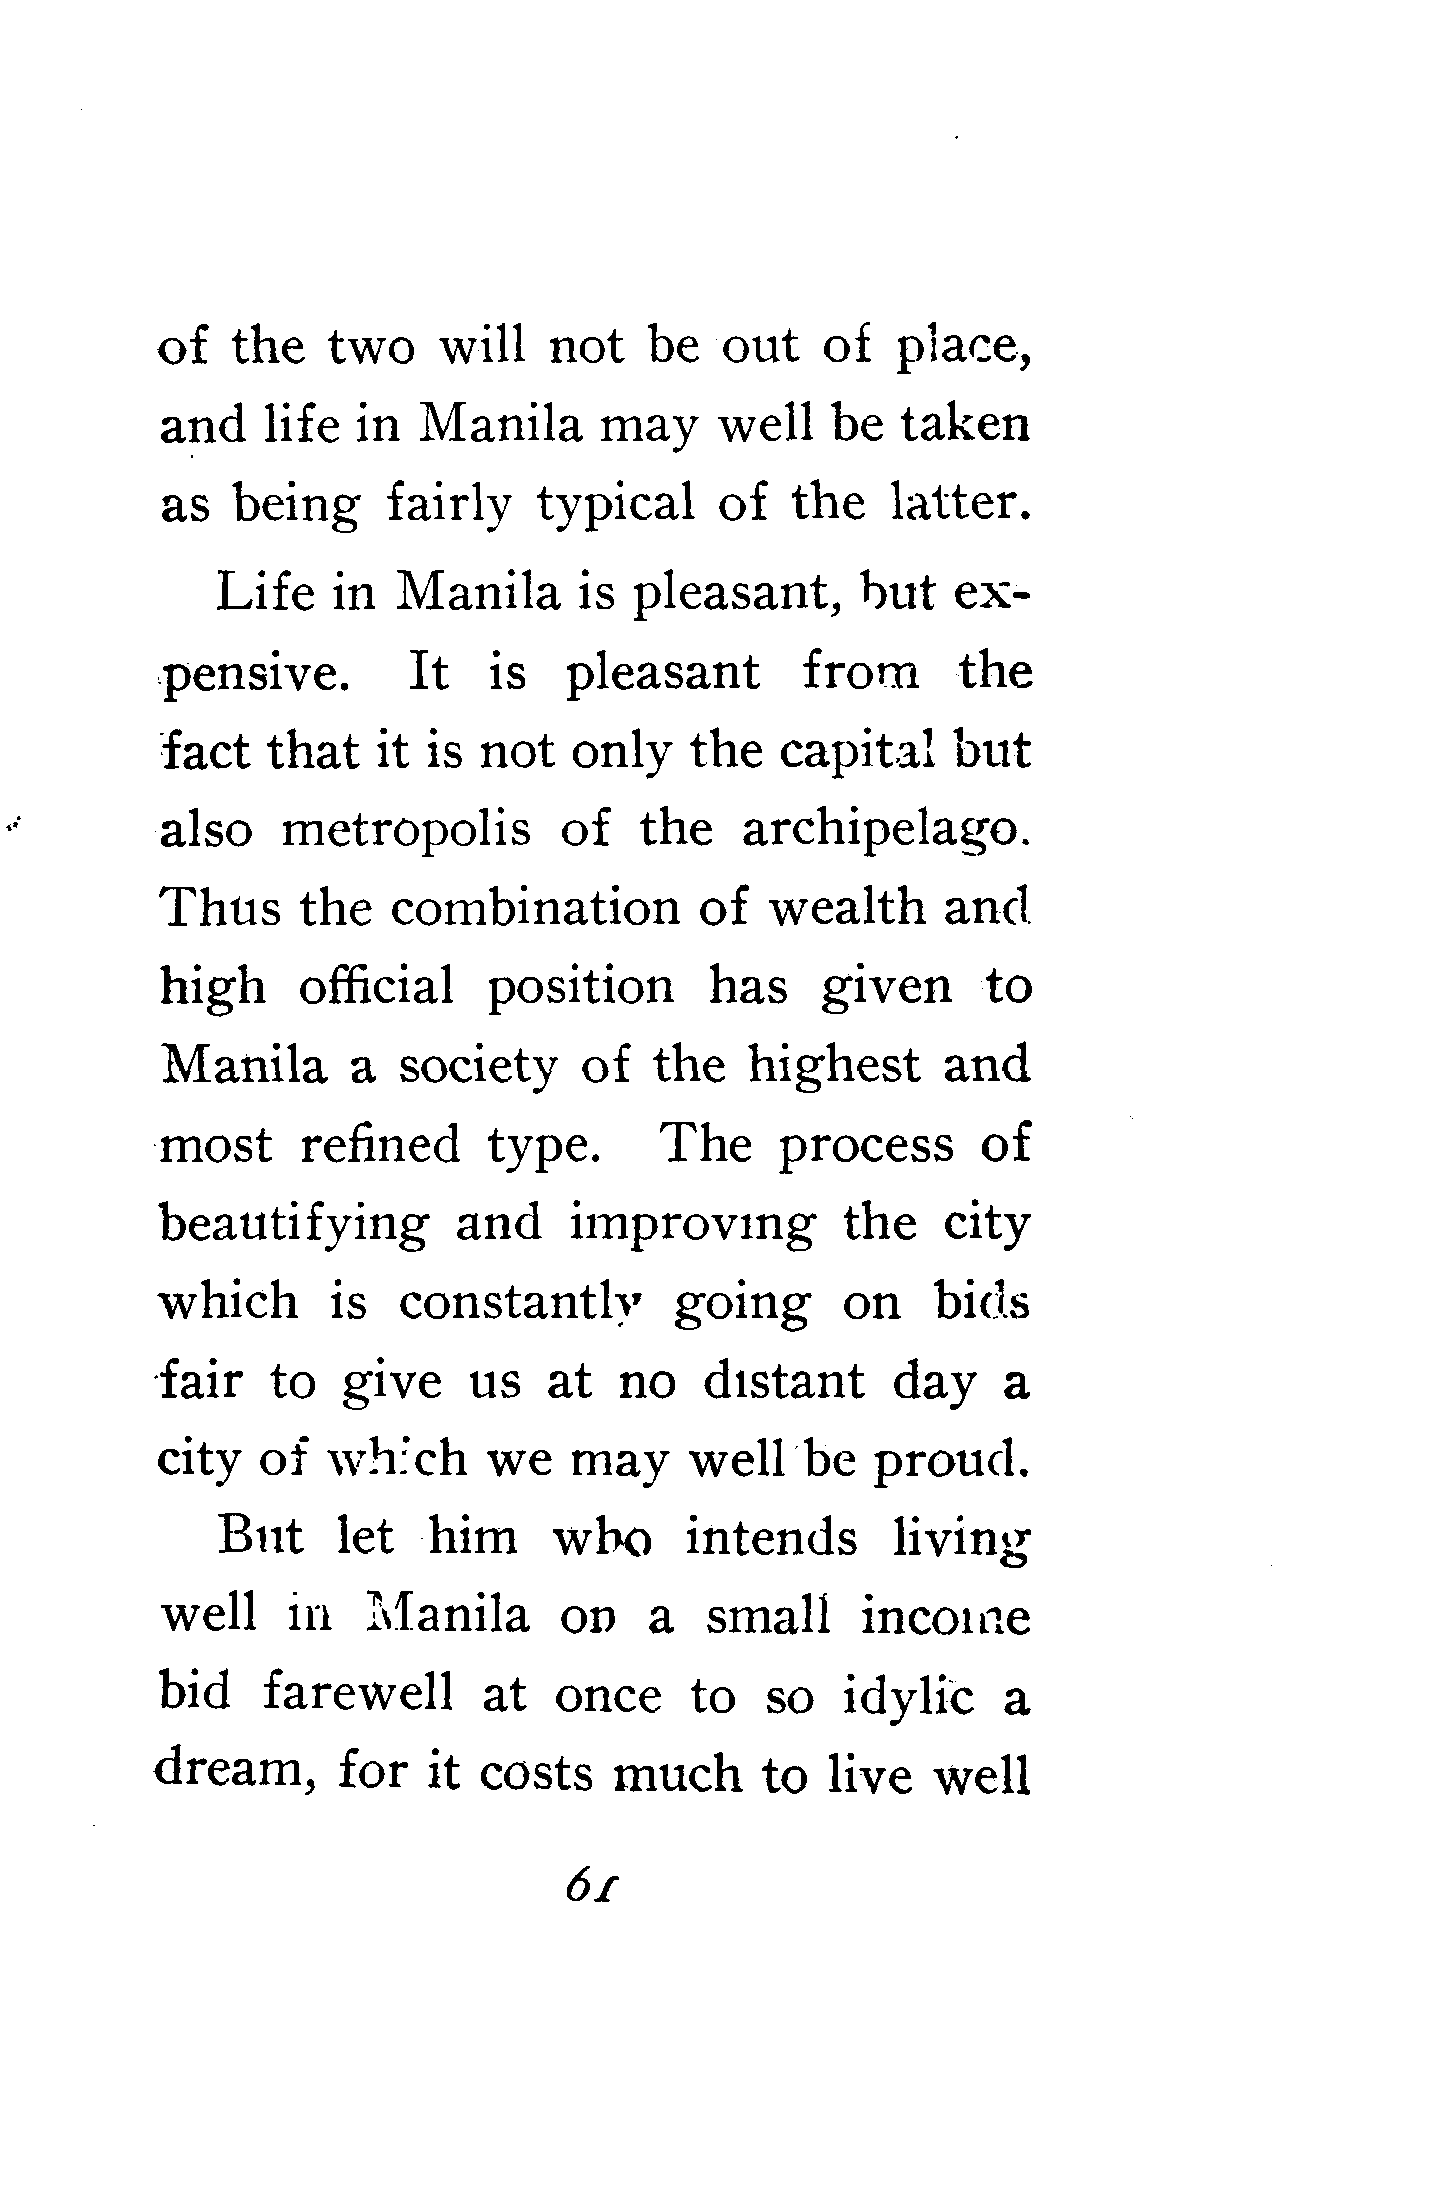 of the two will not be out of place,
and life in Manila may well be taken
as being fairly typical of the latter.
Life in Manila is pleasant, but ex-
pensive. It is pleasant from the
fact that it is not only the capital but
also metropolis of the archipelago.
Thus the combination of wealth and
high official position has given to
Manila a society of the highest and
most refined type. The process of
beautifying and improving the city
which is constantly going on bids
fair to give us at no distant day a
city of which we may well be proud.
But let him who intends living
well in Manila on a small income
bid farewell at once to so idylic a
dream, for it costs much to live well
61